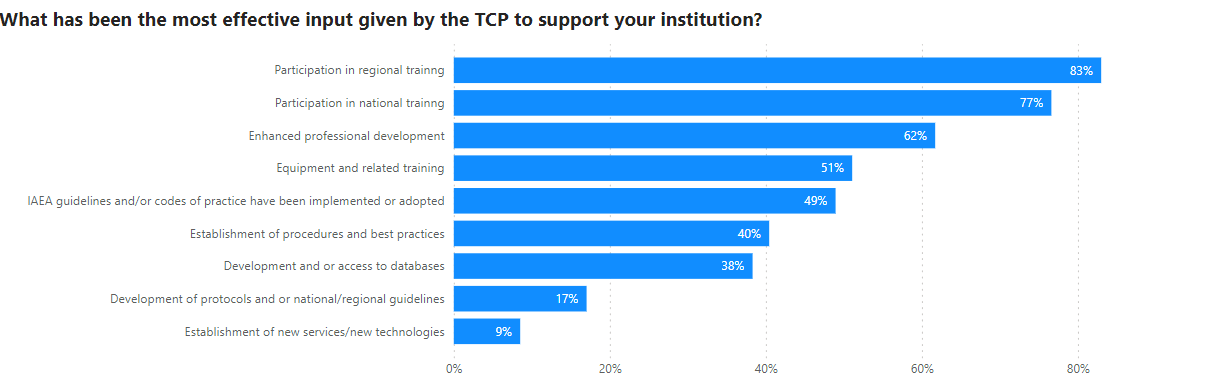 What has been the most effective input given by the TCP to support your institution?
Participation in regional trainng 83%
Participation in national trainng 77%
Enhanced professional development 62%
Equipment and related training 51%
IAEA guidelines and/or codes of practice have been implemented or adopted 49%
Establishment of procedures and best practices 40%
Development and or access to databases 38%
Development of protocols and or national/regional guidelines 17%
Establishment of new services/new technologies 9%
0% 20% 40% 60% 80%